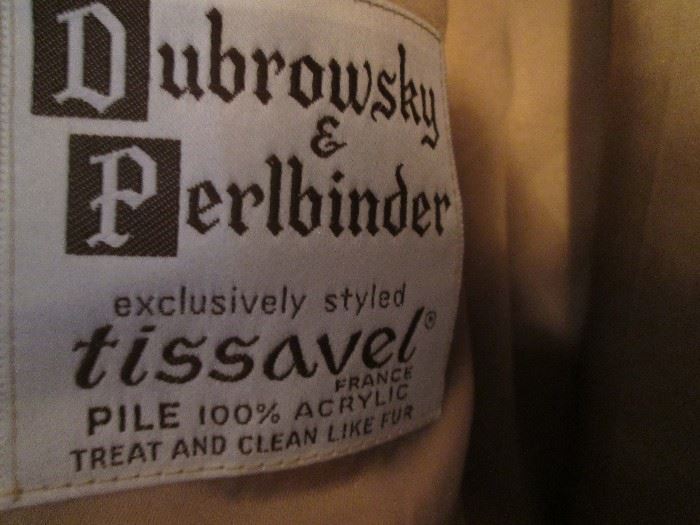 Dubrowsky
&
Perlbinder
exclusively styled
tissavel®
FRANCE
PILE 100% ACRYLIC
TREAT AND CLEAN LIKE FUR